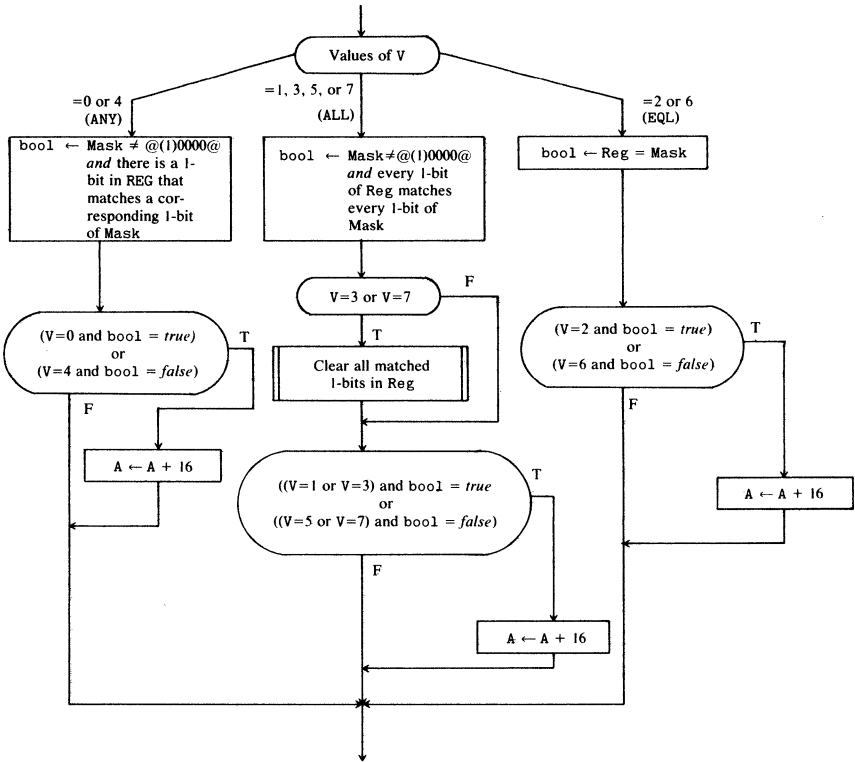 Values of V
=0 or 4
(ANY)
=1, 3, 5, or 7
(ALL)
=2 or 6
(EQL)
bool ← Mask ≠ @(1)0000@
and there is a 1-
bit in REG that
matches a cor-
responding 1-bit
of Mask
bool ← Mask≠@(1)0000@
and every 1-bit
of Reg matches
every 1-bit of
Mask
bool ← Reg = Mask
V=3 or V=7
F
T
Clear all matched
1-bits in Reg
(V=0 and bool = true)
or
(V=4 and bool = false)
T
F
A ← A + 16
((V=1 or V=3) and bool = true
or
((V=5 or V=7) and bool = false)
T
F
A ← A + 16
(V=2 and bool = true)
or
(V=6 and bool = false)
T
F
A ← A + 16